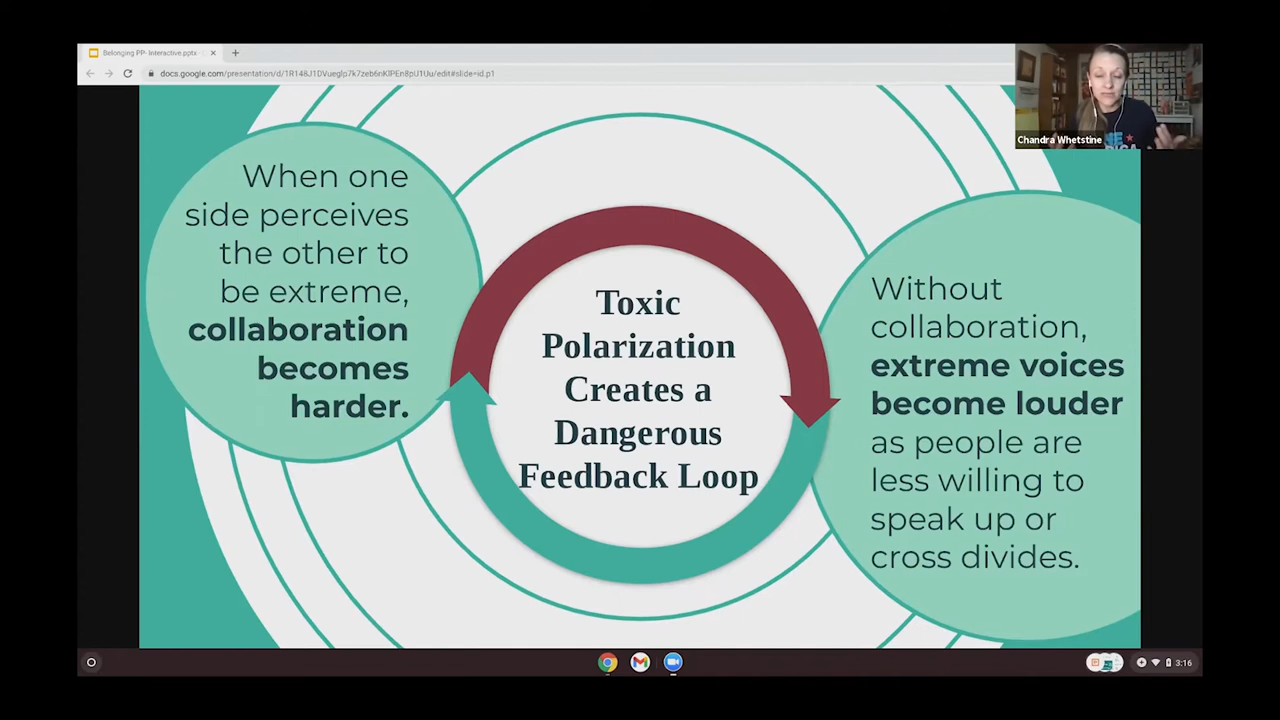 Belonging PP- Interactive.pptx -
Chandra Whetstine
When one
side perceives
the other to
be extreme,
collaboration
becomes
harder.
Toxic
Polarization
Creates a
Dangerous
Feedback Loop
Without
collaboration,
extreme voices
become louder
as people are
less willing to
speak up or
cross divides.
3:16